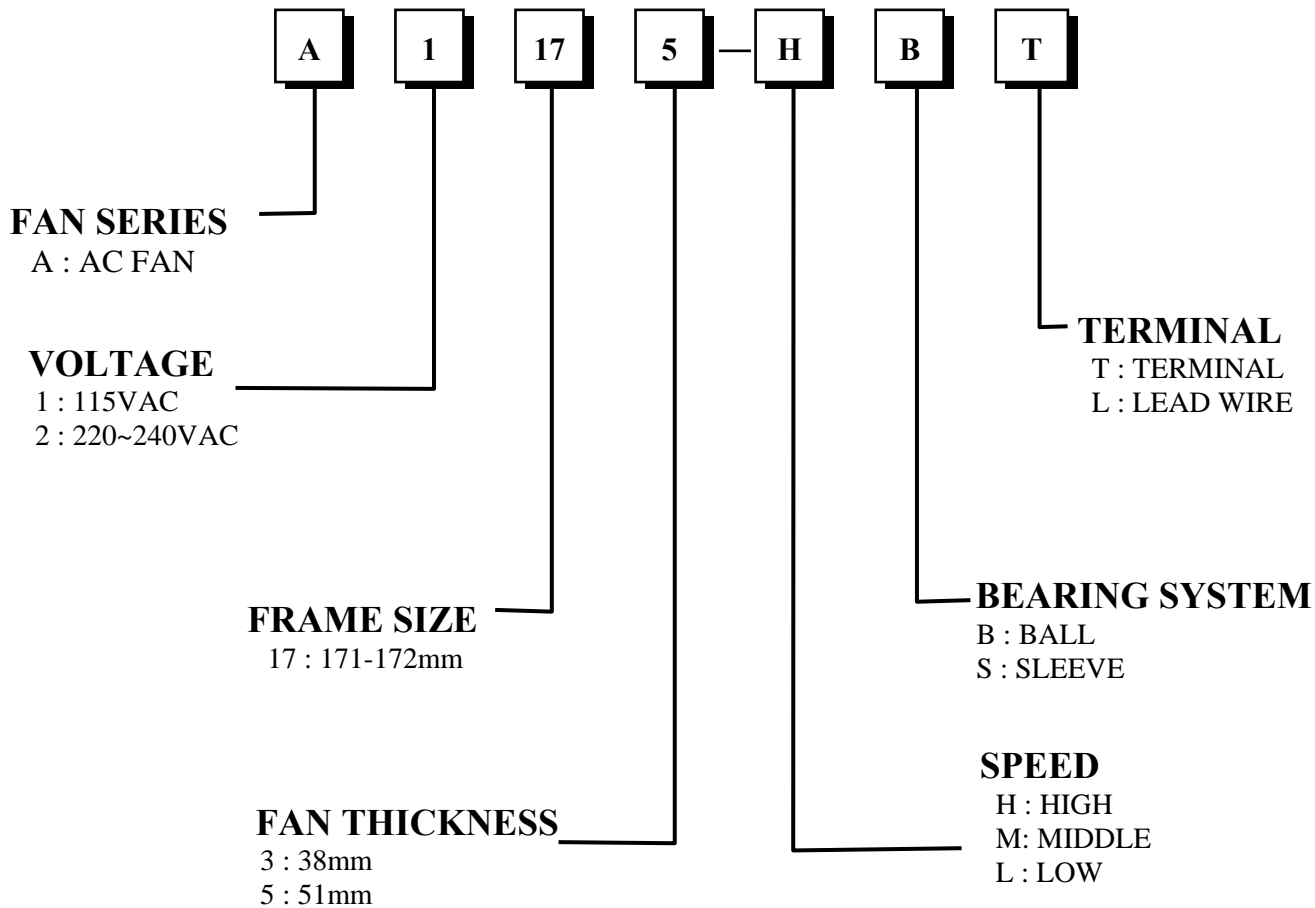 A 1 17 5 — H B T
FAN SERIES
A : AC FAN
VOLTAGE
1 : 115VAC
2 : 220~240VAC
TERMINAL
T : TERMINAL
L : LEAD WIRE
FRAME SIZE
17 : 171-172mm
BEARING SYSTEM
B : BALL
S : SLEEVE
FAN THICKNESS
3 : 38mm
5 : 51mm
SPEED
H : HIGH
M: MIDDLE
L : LOW